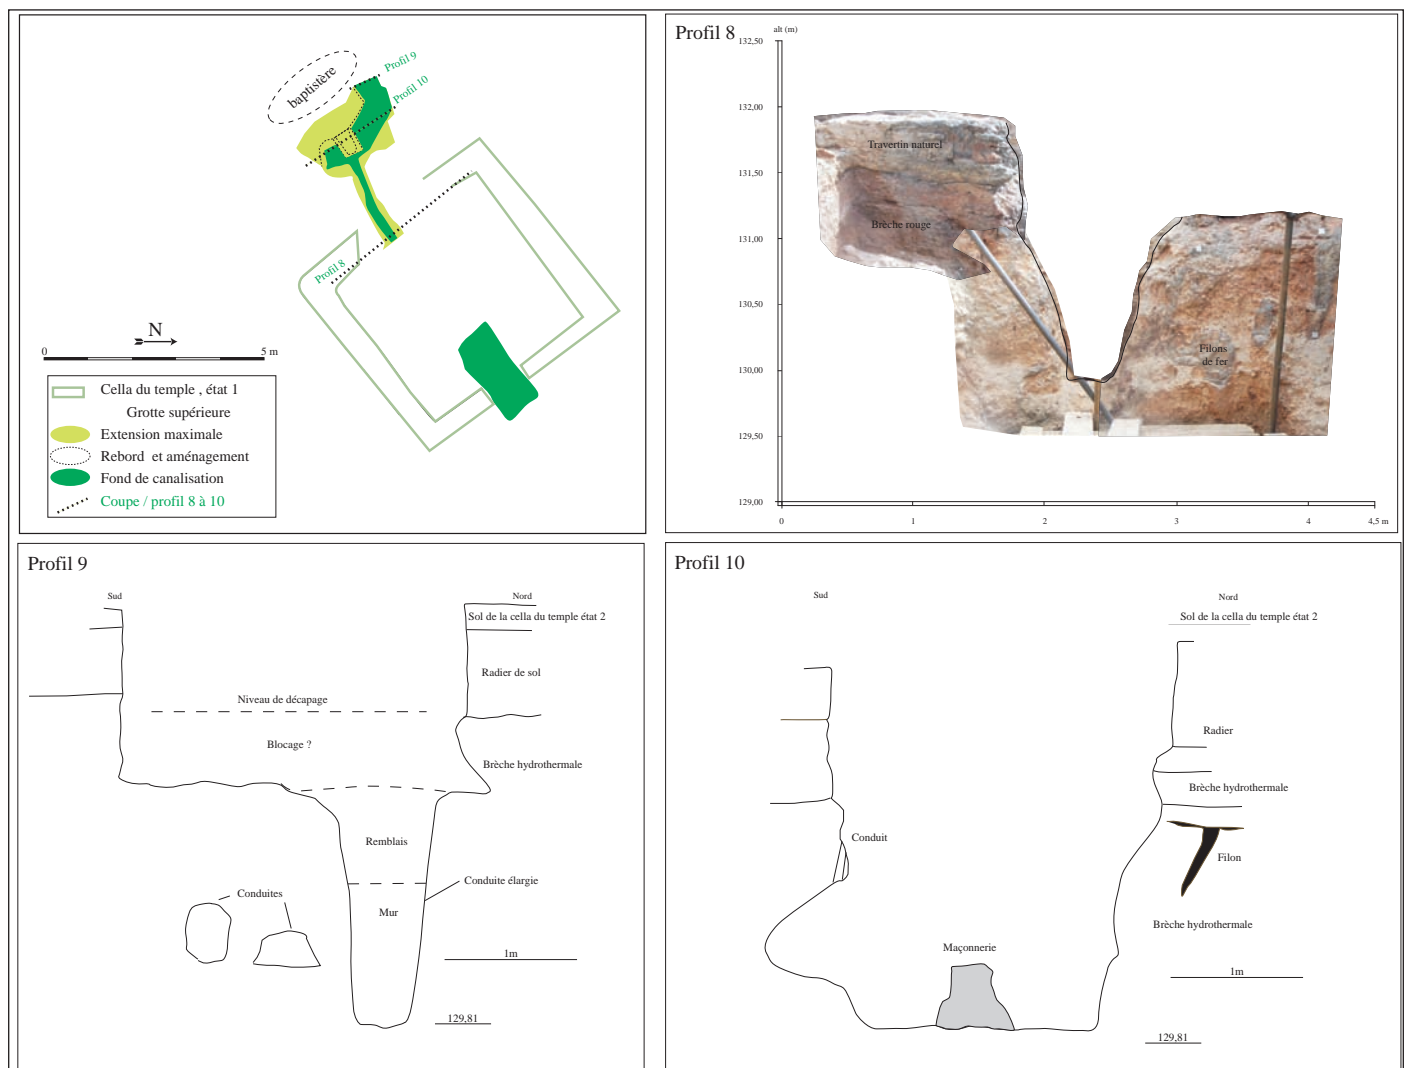 baptistère
Profil 9
Profil 10
Profil 8
N
0
5 m
Cella du temple , état 1
Grotte supérieure
Extension maximale
Rebord et aménagement
Fond de canalisation
Coupe / profil 8 à 10
Profil 8
alt (m)
132,50
132,00
131,50
131,00
130,50
130,00
129,50
129,00
0
1
2
3
4
4,5 m
Travertin naturel
Brèche rouge
Filons
de fer
Profil 9
Sud
Nord
Sol de la cella du temple état 2
Radier de sol
Niveau de décapage
Blocage ?
Brèche hydrothermale
Remblais
Conduite élargie
Conduites
Mur
1m
129,81
Profil 10
Sud
Nord
Sol de la cella du temple état 2
Radier
Brèche hydrothermale
Conduit
Filon
Brèche hydrothermale
Maçonnerie
1m
129,81